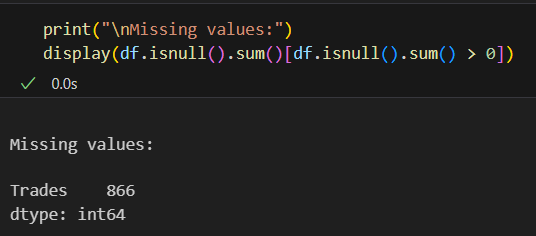 print("\nMissing values:")
display(df.isnull().sum()[df.isnull().sum() > 0])
0.0s
Missing values:
Trades    866
dtype: int64